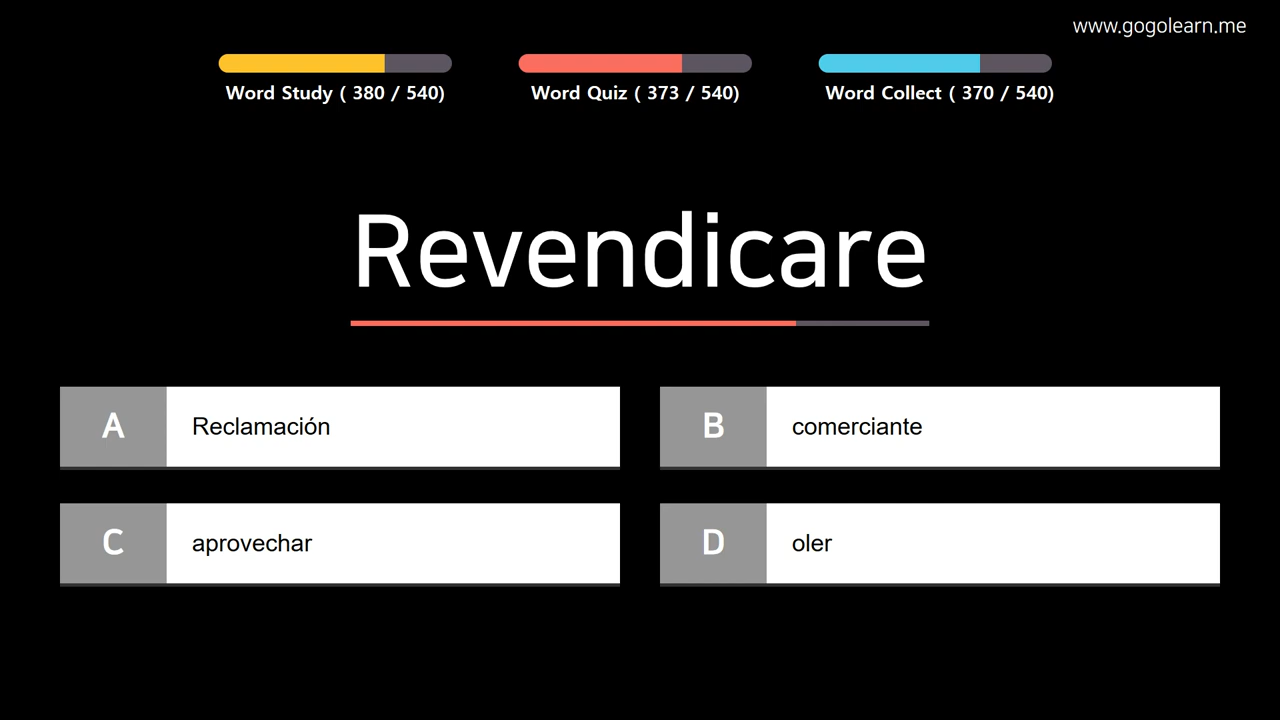 www.gogolearn.me
Word Study ( 380 / 540)
Word Quiz ( 373 / 540)
Word Collect ( 370 / 540)
Revendicare
A Reclamación
B comerciante
C aprovechar
D oler